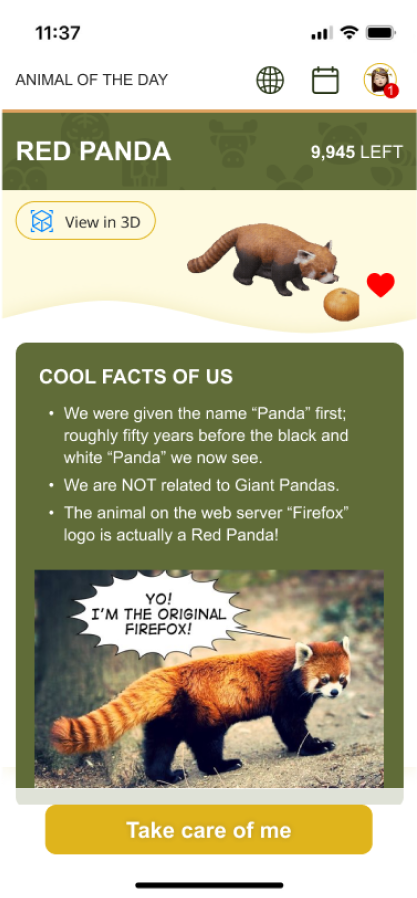 11:37
ANIMAL OF THE DAY
1
RED PANDA
9,945 LEFT
View in 3D
COOL FACTS OF US
• We were given the name “Panda” first;
roughly fifty years before the black and
white “Panda” we now see.
• We are NOT related to Giant Pandas.
• The animal on the web server “Firefox”
logo is actually a Red Panda!
YO!
I'M THE ORIGINAL
FIREFOX!
Take care of me